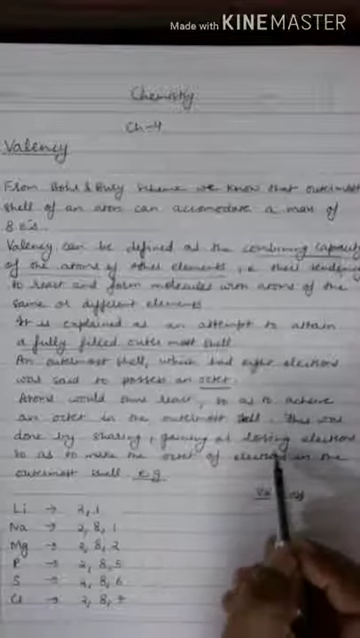 Made with KINEMASTER
Chemistry
Ch-4
Valency
From Bohr & Bury scheme we know that outermost
shell of an atom can accomodate a max of
8 e⁻s.
Valency can be defined as the combining capacity
of the atoms of other elements, i.e their tendency
to react and form molecules with atoms of the
same or different elements
It is explained as an attempt to attain
a fully filled outer most shell
An outermost shell, which had eight electrons
was said to possess an octet.
Atoms would thus react, so as to achieve
an octet in the outermost shell. This was
done by sharing, gaining or losing electrons
so as to make the octet of electrons in the
outermost shell. e.g
Li → 2, 1
Na → 2, 8, 1
Mg → 2, 8, 2
P → 2, 8, 5
S → 2, 8, 6
Cl → 2, 8, 7